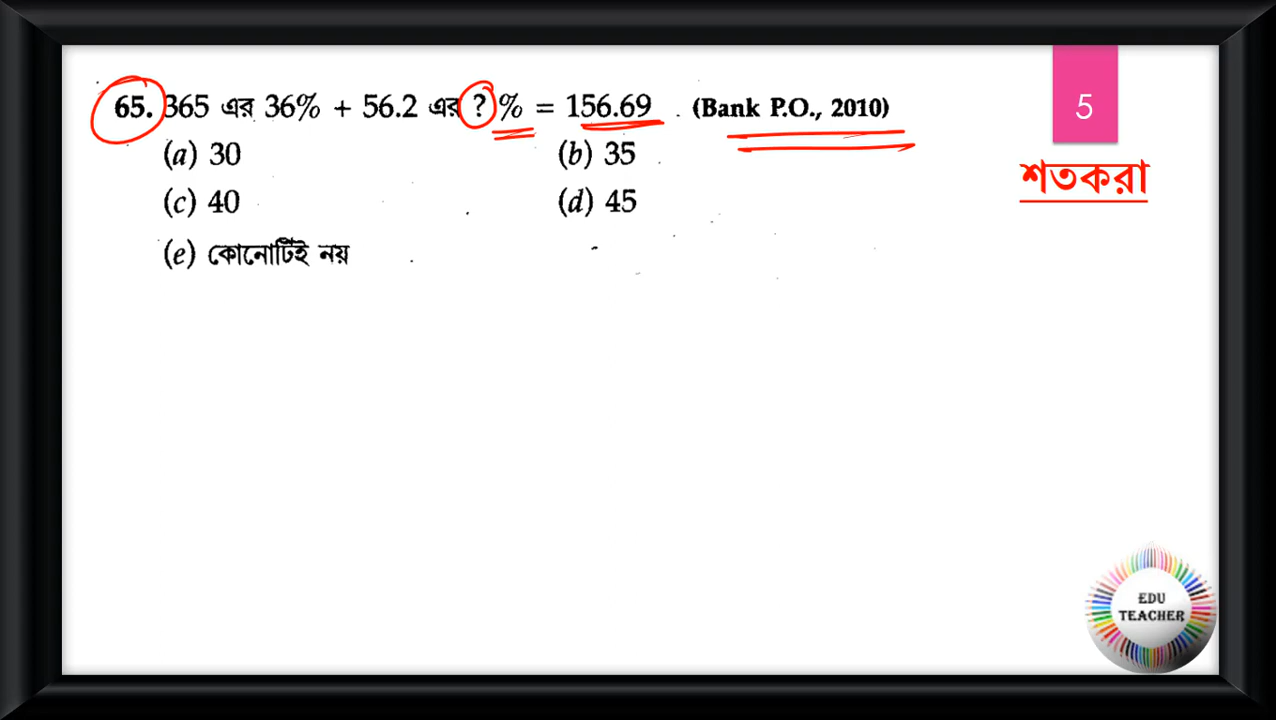 65. 365 এর 36% + 56.2 এর ? % = 156.69 (Bank P.O., 2010)
5
শতকরা
(a) 30 (b) 35
(c) 40 (d) 45
(e) কোনোটিই নয়
EDU
TEACHER